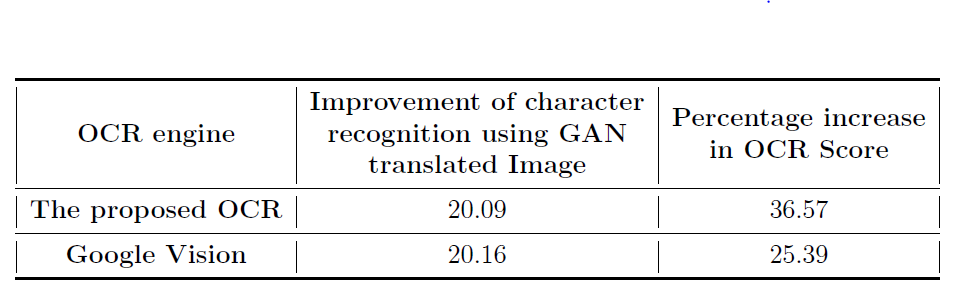 OCR engine
Improvement of character
recognition using GAN
translated Image
Percentage increase
in OCR Score
The proposed OCR 20.09 36.57
Google Vision 20.16 25.39